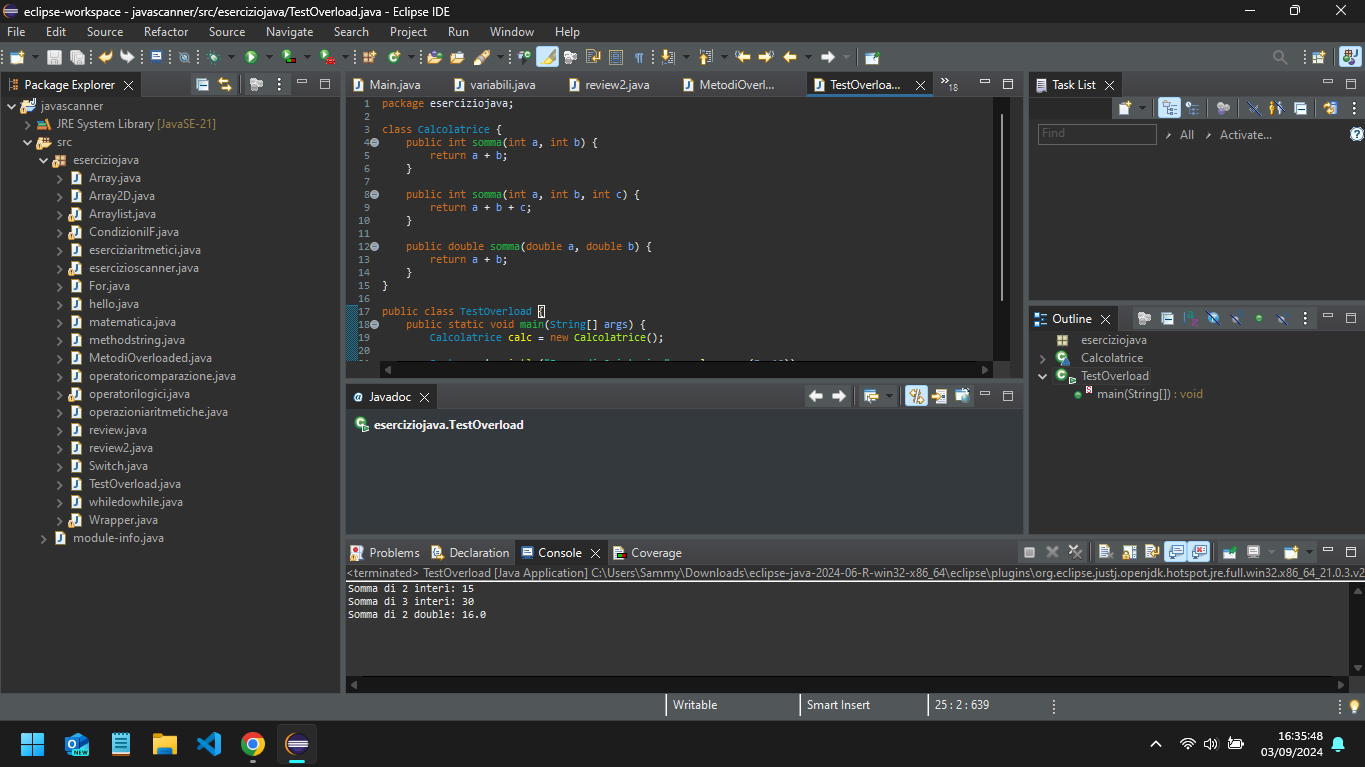 eclipse-workspace - javascanner/src/eserciziojava/TestOverload.java - Eclipse IDE
File Edit Source Refactor Source Navigate Search Project Run Window Help
Package Explorer
javascanner
JRE System Library [JavaSE-21]
src
eserciziojava
Array.java
Array2D.java
Arraylist.java
CondizioniIF.java
eserciziaritmetici.java
esercizioscanner.java
For.java
hello.java
matematica.java
methodstring.java
MetodiOverloaded.java
operatoricomparazione.java
operatorilogici.java
operazioniaritmetiche.java
review.java
review2.java
Switch.java
TestOverload.java
whiledowhile.java
Wrapper.java
module-info.java
Main.java variabili.java review2.java MetodiOverl... TestOverloa... »18
1 package eserciziojava;
2
3 class Calcolatrice {
4 public int somma(int a, int b) {
5 return a + b;
6 }
7
8 public int somma(int a, int b, int c) {
9 return a + b + c;
10 }
11
12 public double somma(double a, double b) {
13 return a + b;
14 }
15 }
16
17 public class TestOverload {
18 public static void main(String[] args) {
19 Calcolatrice calc = new Calcolatrice();
20
Javadoc
eserciziojava.TestOverload
Problems Declaration Console Coverage
<terminated> TestOverload [Java Application] C:\Users\Sammy\Downloads\eclipse-java-2024-06-R-win32-x86_64\eclipse\plugins\org.eclipse.justj.openjdk.hotspot.jre.full.win32.x86_64_21.0.3.v2
Somma di 2 interi: 15
Somma di 3 interi: 30
Somma di 2 double: 16.0
Task List
Find All Activate...
Outline
eserciziojava
Calcolatrice
TestOverload
main(String[]) : void
Writable Smart Insert 25 : 2 : 639
NEW
16:35:48
03/09/2024